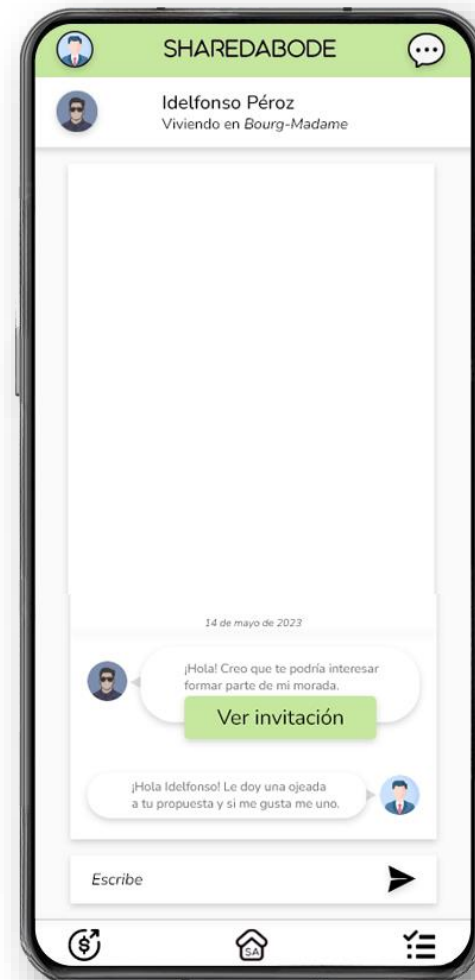 SHAREDABODE
Idelfonso Péroz
Viviendo en Bourg-Madame
14 de mayo de 2023
¡Hola! Creo que te podría interesar
formar parte de mi morada.
Ver invitación
¡Hola Idelfonso! Le doy una ojeada
a tu propuesta y si me gusta me uno.
Escribe
$
SA